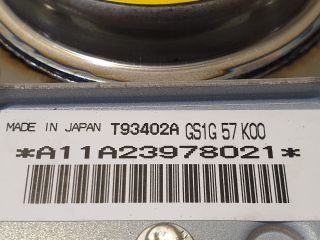 MADE IN JAPAN T93402A GS1G 57 K00
*A11A23978021*